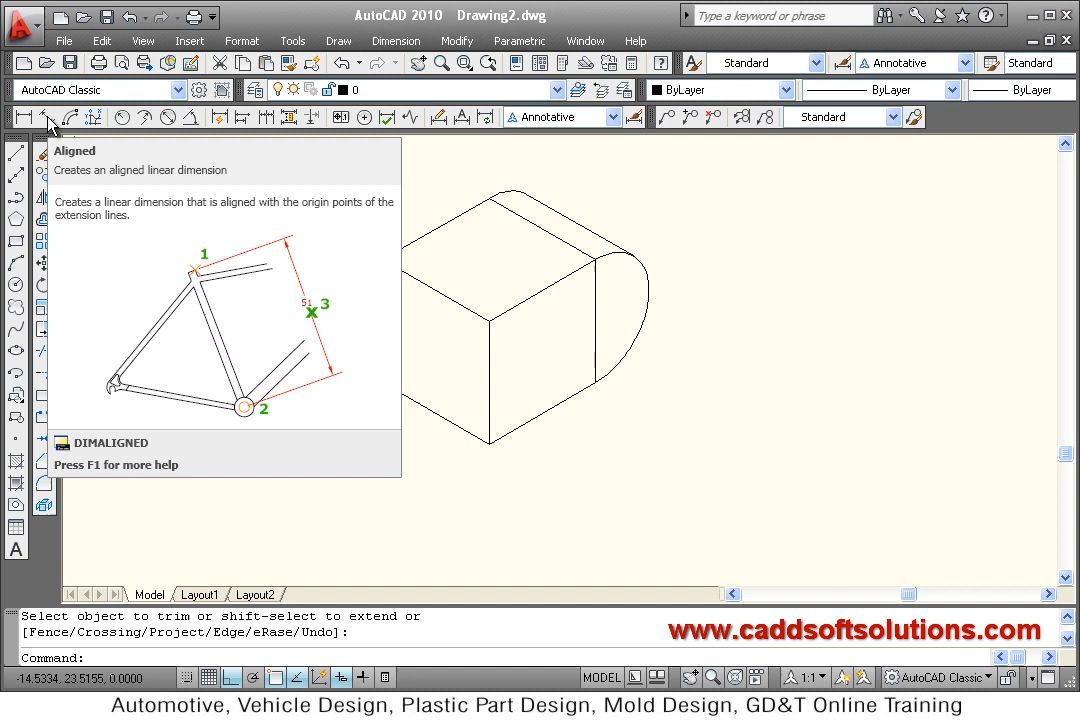 AutoCAD 2010 Drawing2.dwg
Type a keyword or phrase
File Edit View Insert Format Tools Draw Dimension Modify Parametric Window Help
Standard Annotative Standard
AutoCAD Classic 0 ByLayer ByLayer ByLayer
Annotative Standard
Aligned
Creates an aligned linear dimension
Creates a linear dimension that is aligned with the origin points of the
extension lines.
1
51
X 3
2
DIMALIGNED
Press F1 for more help
Model Layout1 Layout2
Select object to trim or shift-select to extend or
[Fence/Crossing/Project/Edge/eRase/Undo]:
www.caddsoftsolutions.com
Command:
-14.5334, 23.5155, 0.0000 MODEL 1:1 AutoCAD Classic
Automotive, Vehicle Design, Plastic Part Design, Mold Design, GD&T Online Training